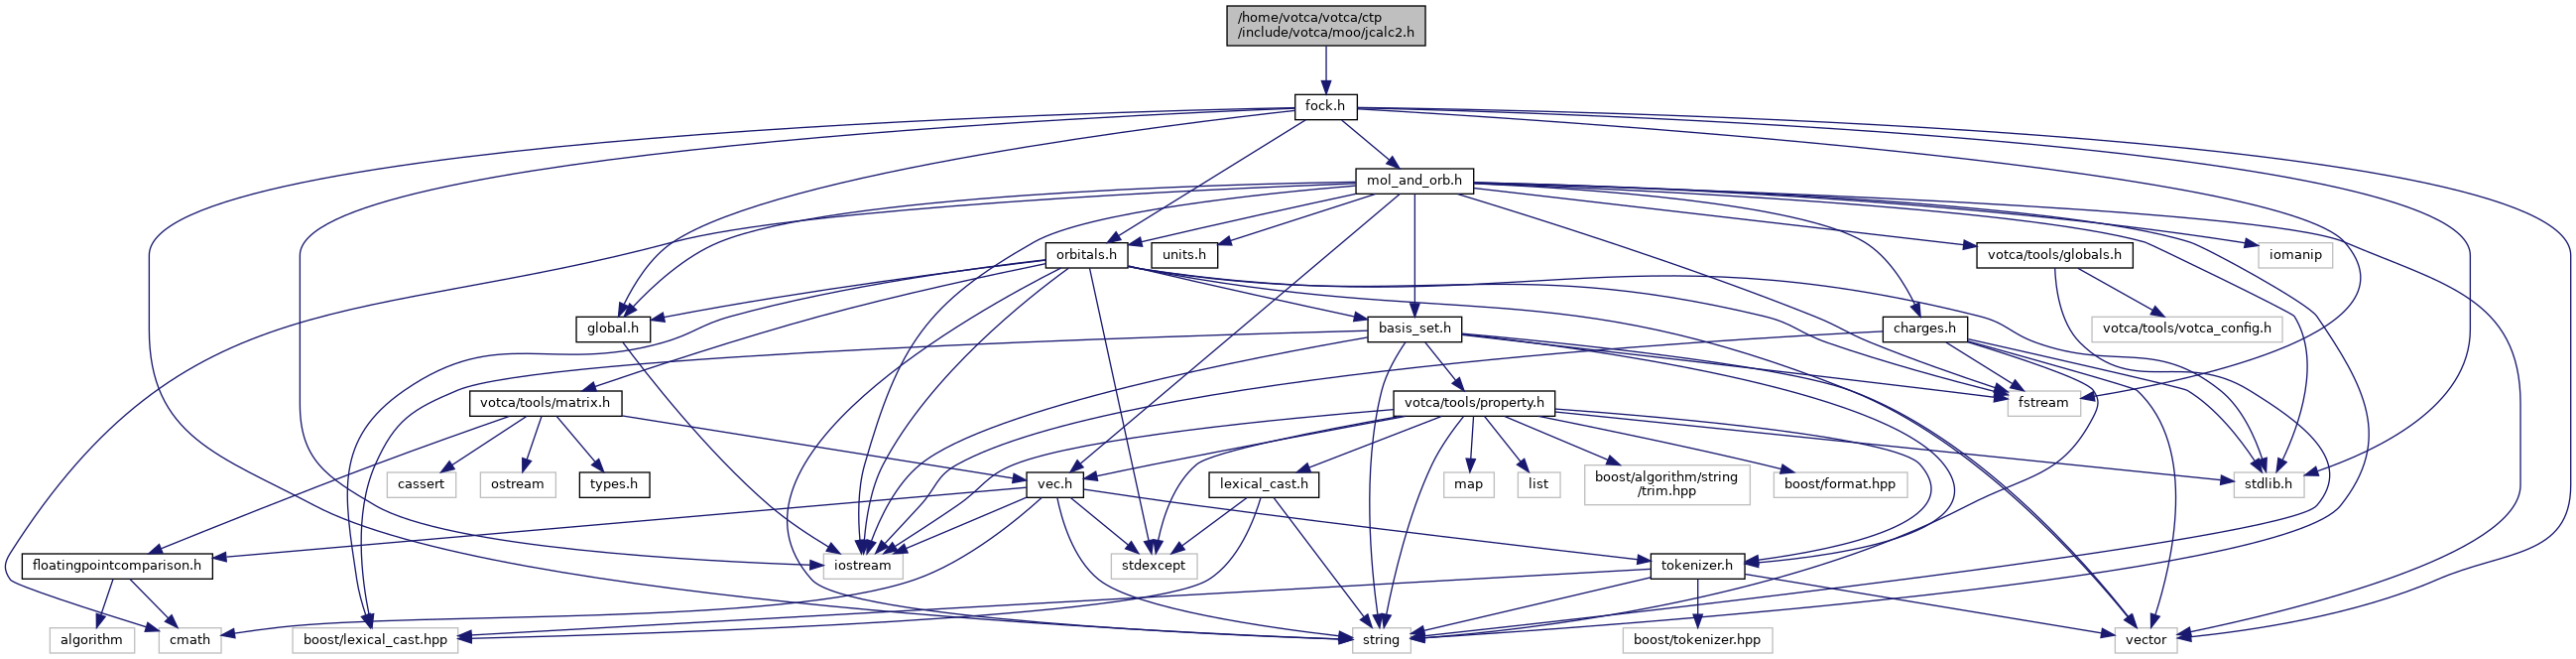 /home/votca/votca/ctp
/include/votca/moo/jcalc2.h
fock.h
mol_and_orb.h
orbitals.h
units.h
votca/tools/globals.h
iomanip
global.h
basis_set.h
charges.h
votca/tools/votca_config.h
votca/tools/matrix.h
votca/tools/property.h
fstream
cassert
ostream
types.h
vec.h
lexical_cast.h
map
list
boost/algorithm/string
/trim.hpp
boost/format.hpp
stdlib.h
floatingpointcomparison.h
iostream
stdexcept
tokenizer.h
algorithm
cmath
boost/lexical_cast.hpp
string
boost/tokenizer.hpp
vector